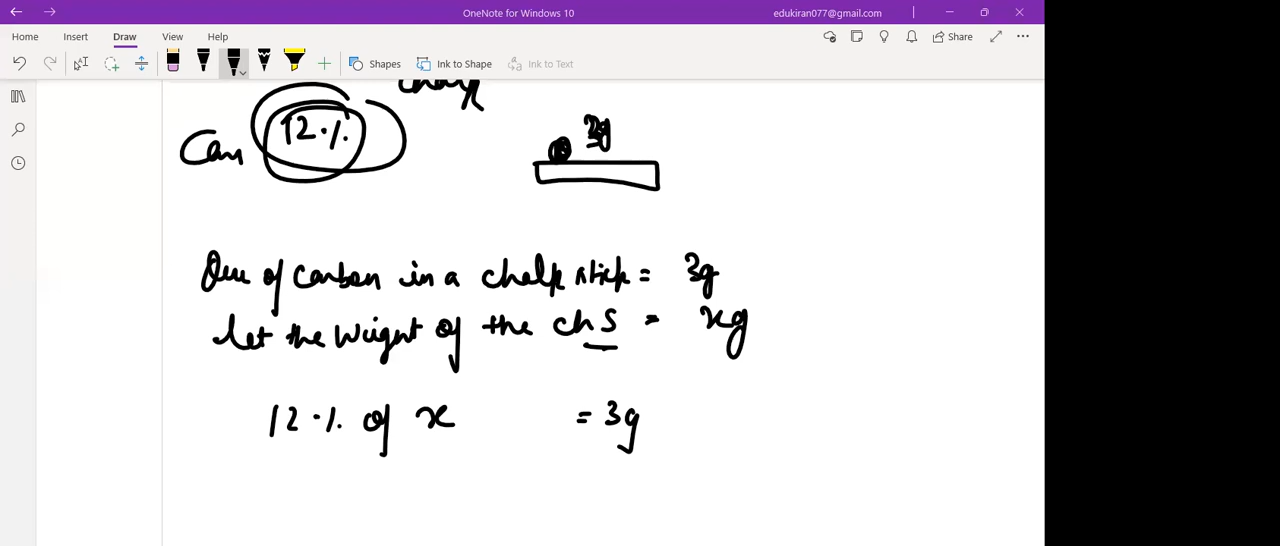 OneNote for Windows 10
edukiran077@gmail.com
Home Insert Draw View Help
Share
Shapes Ink to Shape Ink to Text
12%
3g
of carbon in a chalk stick = 3g
Let the Weight of the ch S = xg
12% of x = 3g